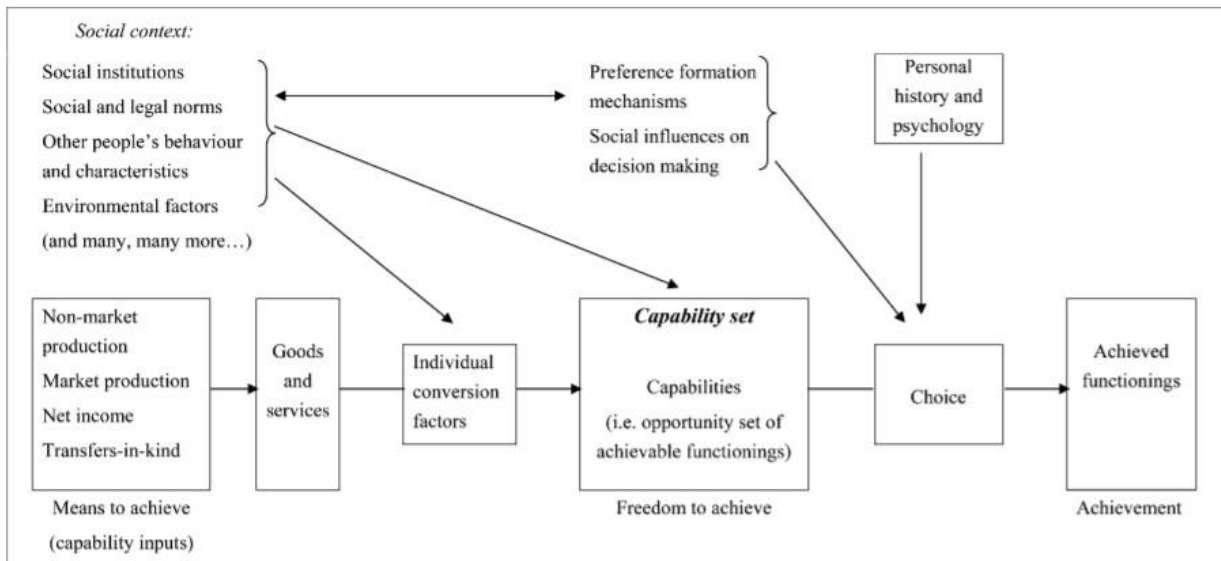 Social context:
Social institutions
Social and legal norms
Other people's behaviour
and characteristics
Environmental factors
(and many, many more…)
Preference formation
mechanisms
Social influences on
decision making
Personal
history and
psychology
Non-market
production
Market production
Net income
Transfers-in-kind
Means to achieve
(capability inputs)
Goods
and
services
Individual
conversion
factors
Capability set
Capabilities
(i.e. opportunity set of
achievable functionings)
Freedom to achieve
Choice
Achieved
functionings
Achievement